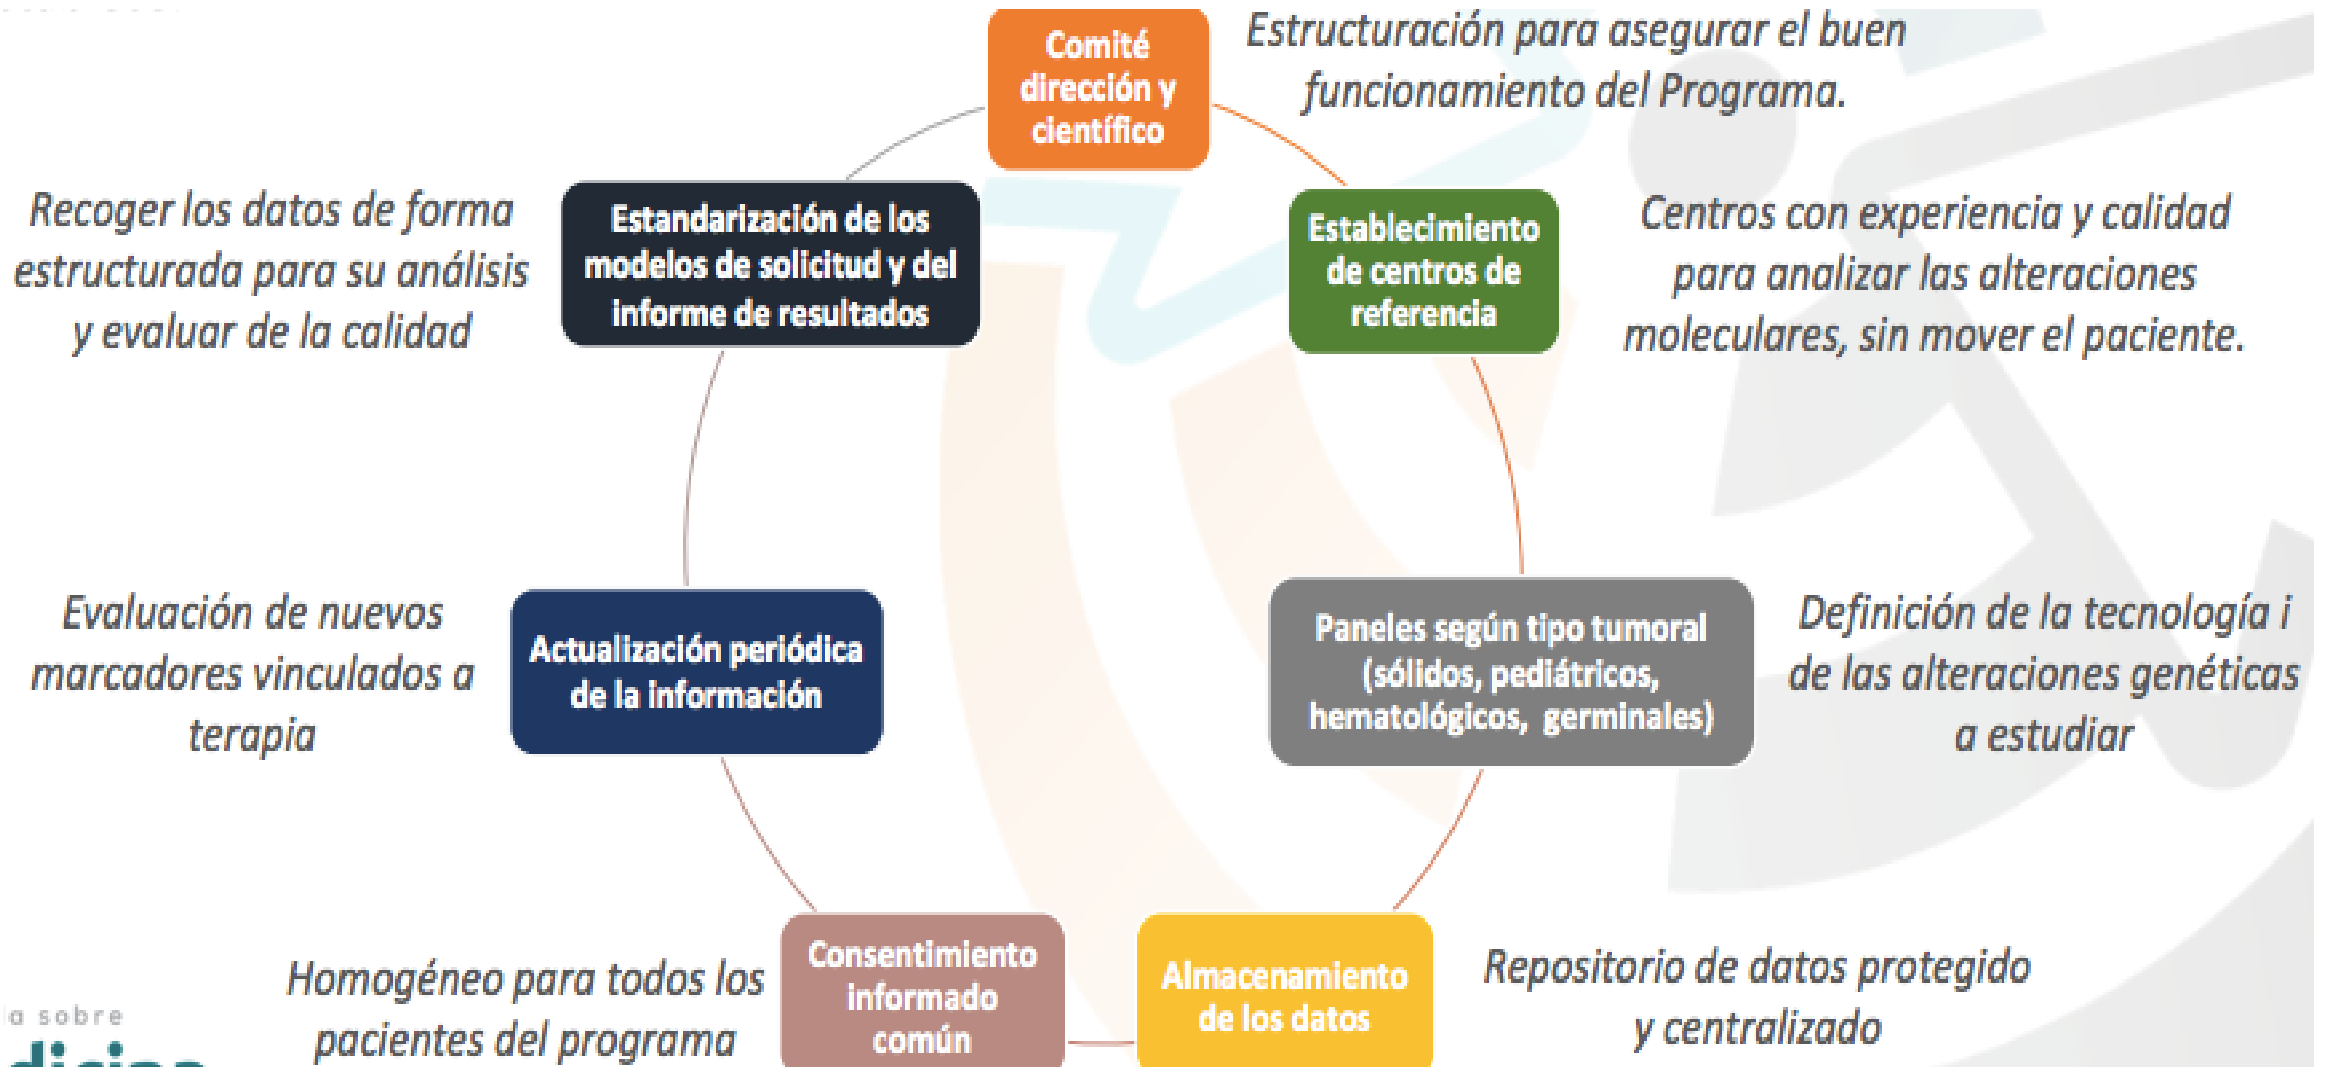 Comité
dirección y
científico
Estructuración para asegurar el buen
funcionamiento del Programa.
Establecimiento
de centros de
referencia
Centros con experiencia y calidad
para analizar las alteraciones
moleculares, sin mover el paciente.
Paneles según tipo tumoral
(sólidos, pediátricos,
hematológicos, germinales)
Definición de la tecnología i
de las alteraciones genéticas
a estudiar
Almacenamiento
de los datos
Repositorio de datos protegido
y centralizado
Consentimiento
informado
común
Homogéneo para todos los
pacientes del programa
Actualización periódica
de la información
Evaluación de nuevos
marcadores vinculados a
terapia
Estandarización de los
modelos de solicitud y del
informe de resultados
Recoger los datos de forma
estructurada para su análisis
y evaluar de la calidad
sobre